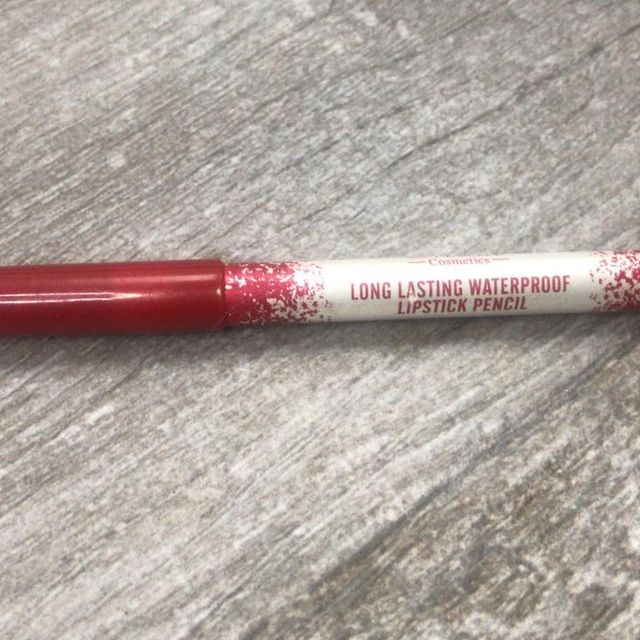 Cosmetics
LONG LASTING WATERPROOF
LIPSTICK PENCIL